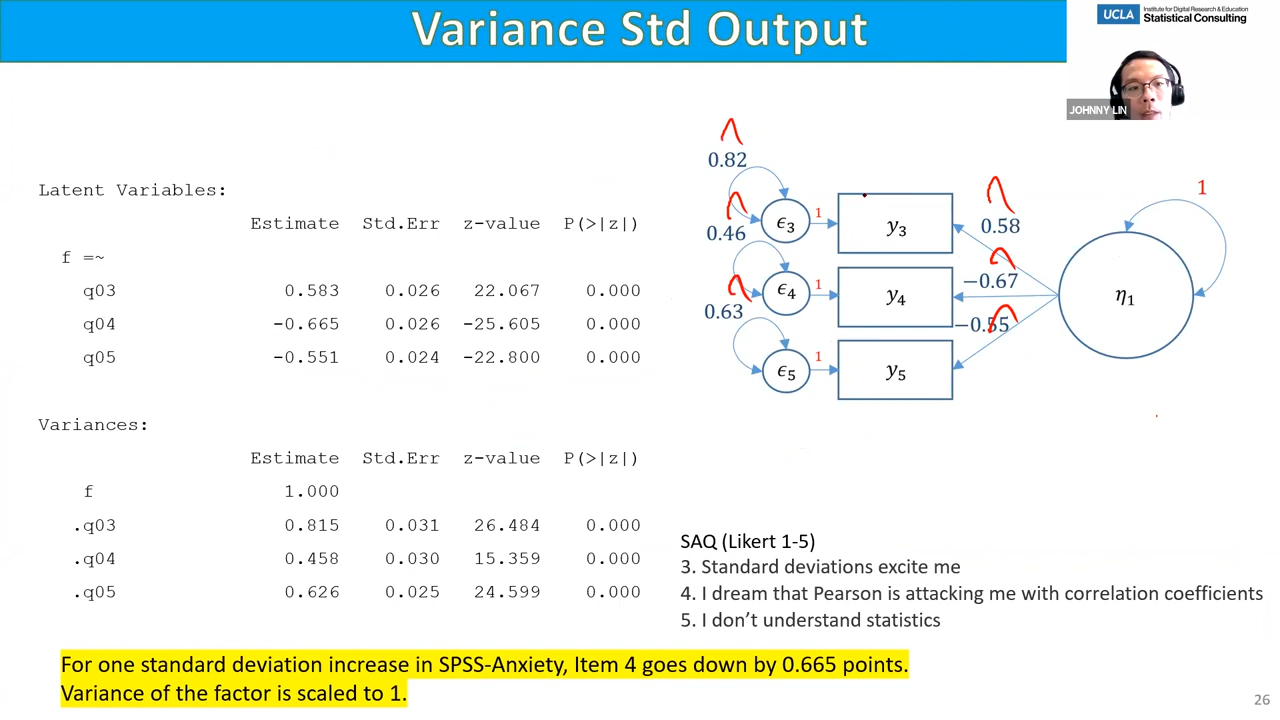 Variance Std Output
UCLA Institute for Digital Research & Education
Statistical Consulting
JOHNNY LIN
Latent Variables:
Estimate Std.Err z-value P(>|z|)
f =~
q03 0.583 0.026 22.067 0.000
q04 -0.665 0.026 -25.605 0.000
q05 -0.551 0.024 -22.800 0.000
Variances:
Estimate Std.Err z-value P(>|z|)
f 1.000
.q03 0.815 0.031 26.484 0.000
.q04 0.458 0.030 15.359 0.000
.q05 0.626 0.025 24.599 0.000
0.82
ϵ3 1 y3 0.58
0.46
ϵ4 1 y4 −0.67
0.63
ϵ5 1 y5 −0.55
η1 1
SAQ (Likert 1-5)
3. Standard deviations excite me
4. I dream that Pearson is attacking me with correlation coefficients
5. I don’t understand statistics
For one standard deviation increase in SPSS-Anxiety, Item 4 goes down by 0.665 points.
Variance of the factor is scaled to 1.
26